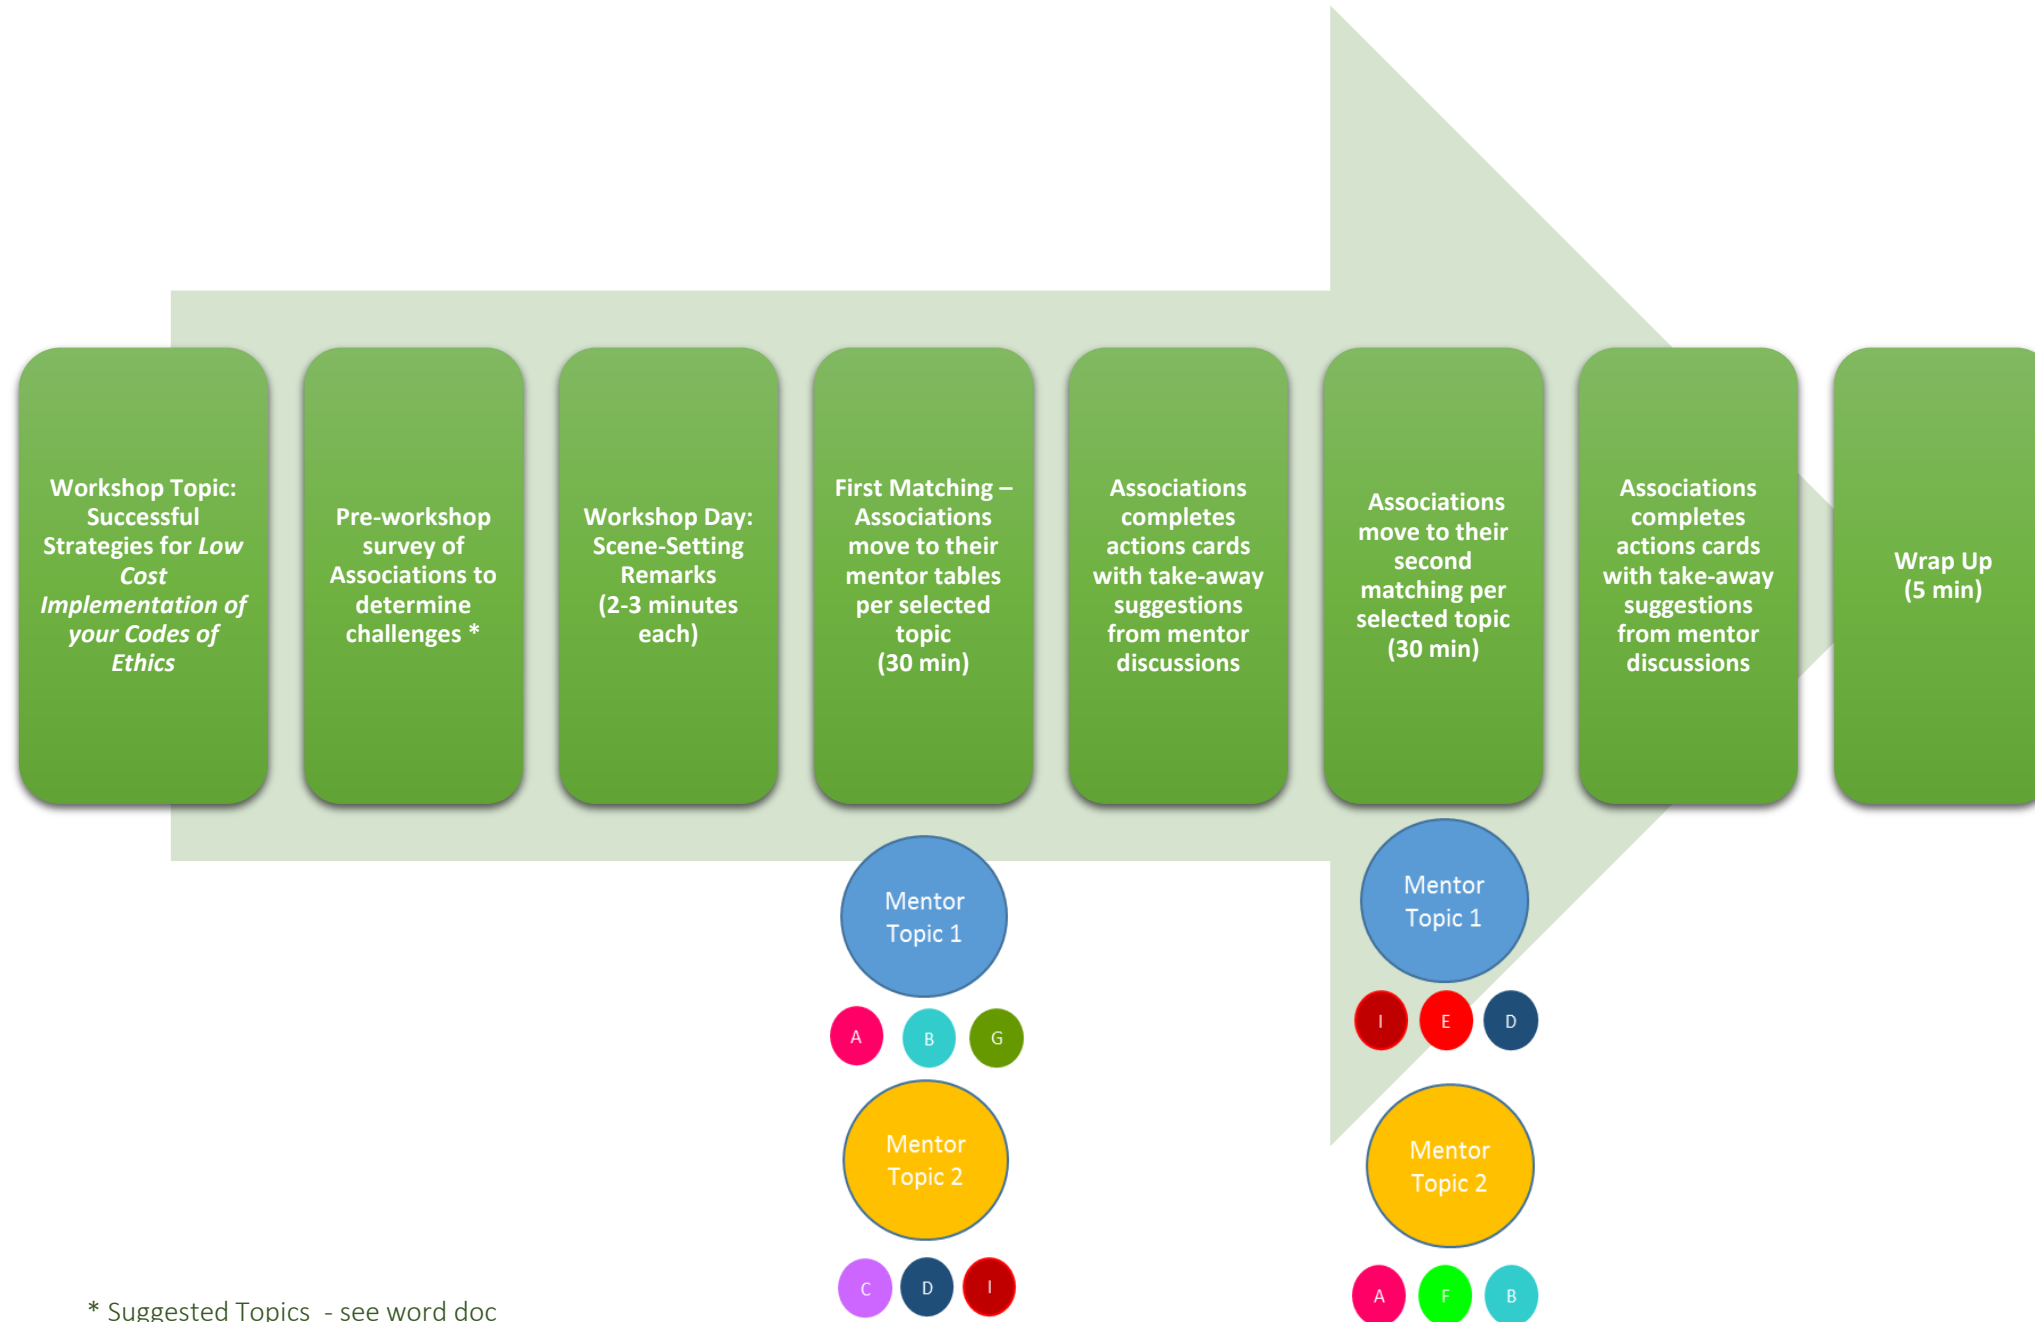 Workshop Topic:
Successful
Strategies for Low
Cost
Implementation of
your Codes of
Ethics
Pre-workshop
survey of
Associations to
determine
challenges *
Workshop Day:
Scene-Setting
Remarks
(2-3 minutes
each)
First Matching –
Associations
move to their
mentor tables
per selected
topic
(30 min)
Associations
completes
actions cards
with take-away
suggestions
from mentor
discussions
Associations
move to their
second
matching per
selected topic
(30 min)
Associations
completes
actions cards
with take-away
suggestions
from mentor
discussions
Wrap Up
(5 min)
Mentor
Topic 1
A B G
Mentor
Topic 2
C D I
Mentor
Topic 1
I E D
Mentor
Topic 2
A F B
* Suggested Topics - see word doc